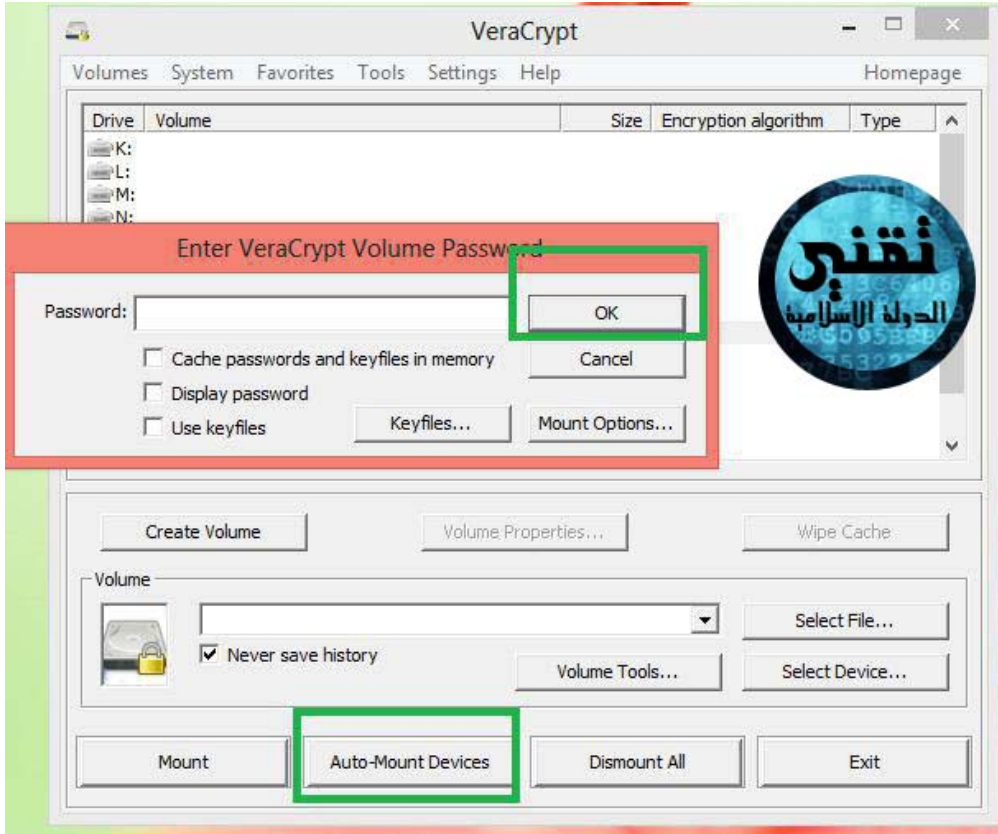 VeraCrypt
Volumes System Favorites Tools Settings Help Homepage
Drive Volume Size Encryption algorithm Type
K:
L:
M:
N:
تقني
الدولة الاسلامية
Enter VeraCrypt Volume Password
Password:
OK
Cache passwords and keyfiles in memory
Cancel
Display password
Use keyfiles
Keyfiles...
Mount Options...
Create Volume
Volume Properties...
Wipe Cache
Volume
Select File...
Never save history
Volume Tools...
Select Device...
Mount
Auto-Mount Devices
Dismount All
Exit